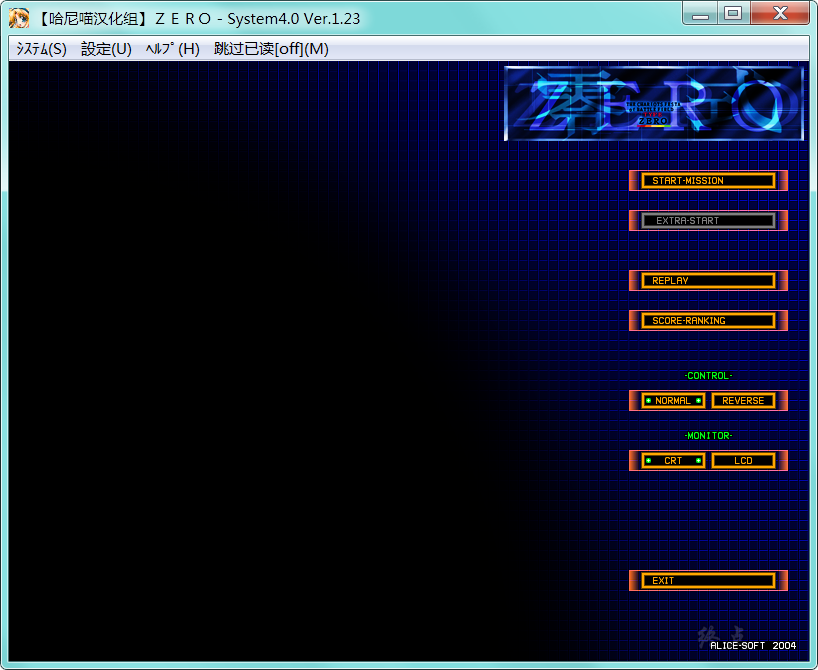 【哈尼喵汉化组】ＺＥＲＯ - System4.0 Ver.1.23
ｼｽﾃﾑ(S) 設定(U) ﾍﾙﾌﾟ(H) 跳过已读[off](M)
零
ZERO
ZERO
START-MISSION
EXTRA-START
REPLAY
SCORE-RANKING
-CONTROL-
NORMAL REVERSE
-MONITOR-
CRT LCD
EXIT
ALICE-SOFT 2004